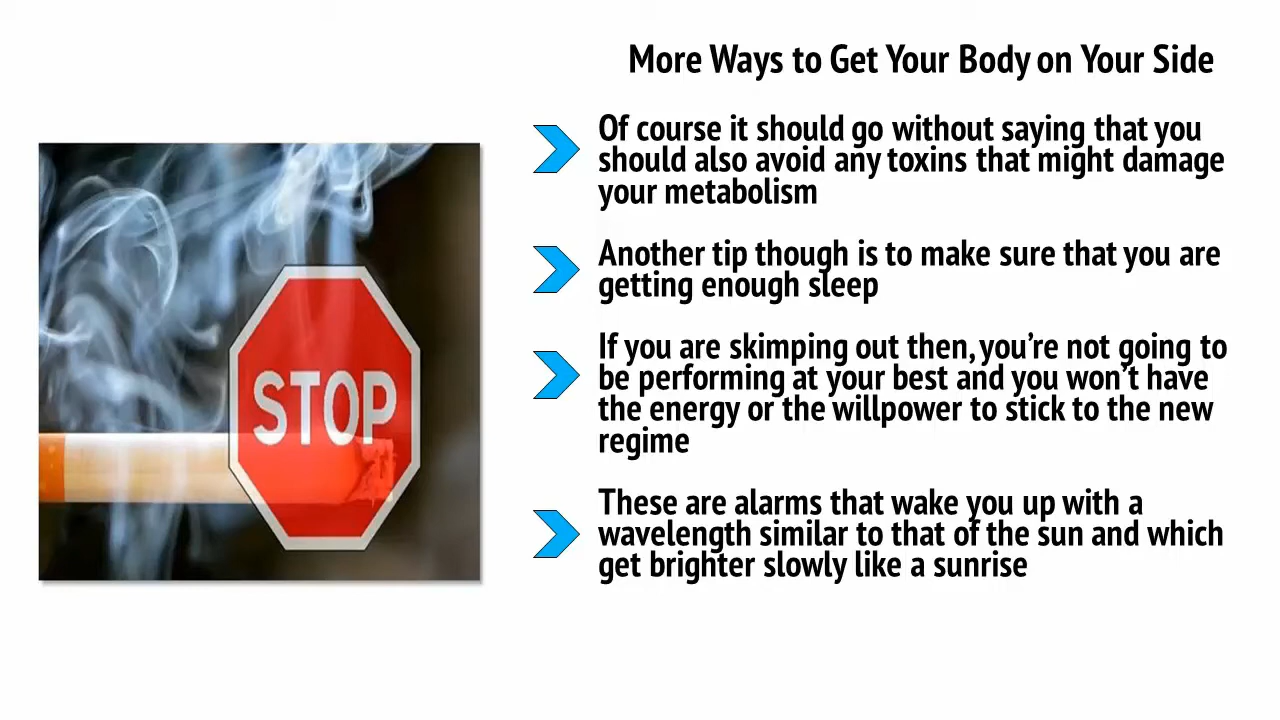 More Ways to Get Your Body on Your Side
Of course it should go without saying that you
should also avoid any toxins that might damage
your metabolism
Another tip though is to make sure that you are
getting enough sleep
If you are skimping out then, you’re not going to
be performing at your best and you won’t have
the energy or the willpower to stick to the new
regime
These are alarms that wake you up with a
wavelength similar to that of the sun and which
get brighter slowly like a sunrise
STOP